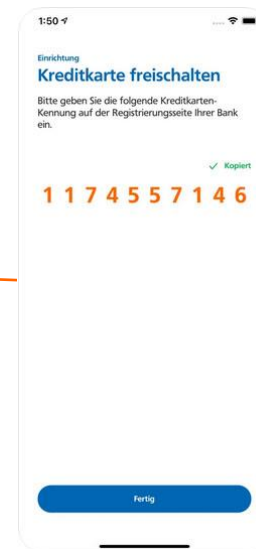 1:50
Einrichtung
Kreditkarte freischalten
Bitte geben Sie die folgende Kreditkarten-
Kennung auf der Registrierungsseite Ihrer Bank
ein.
Kopiert
1 1 7 4 5 5 7 1 4 6
Fertig